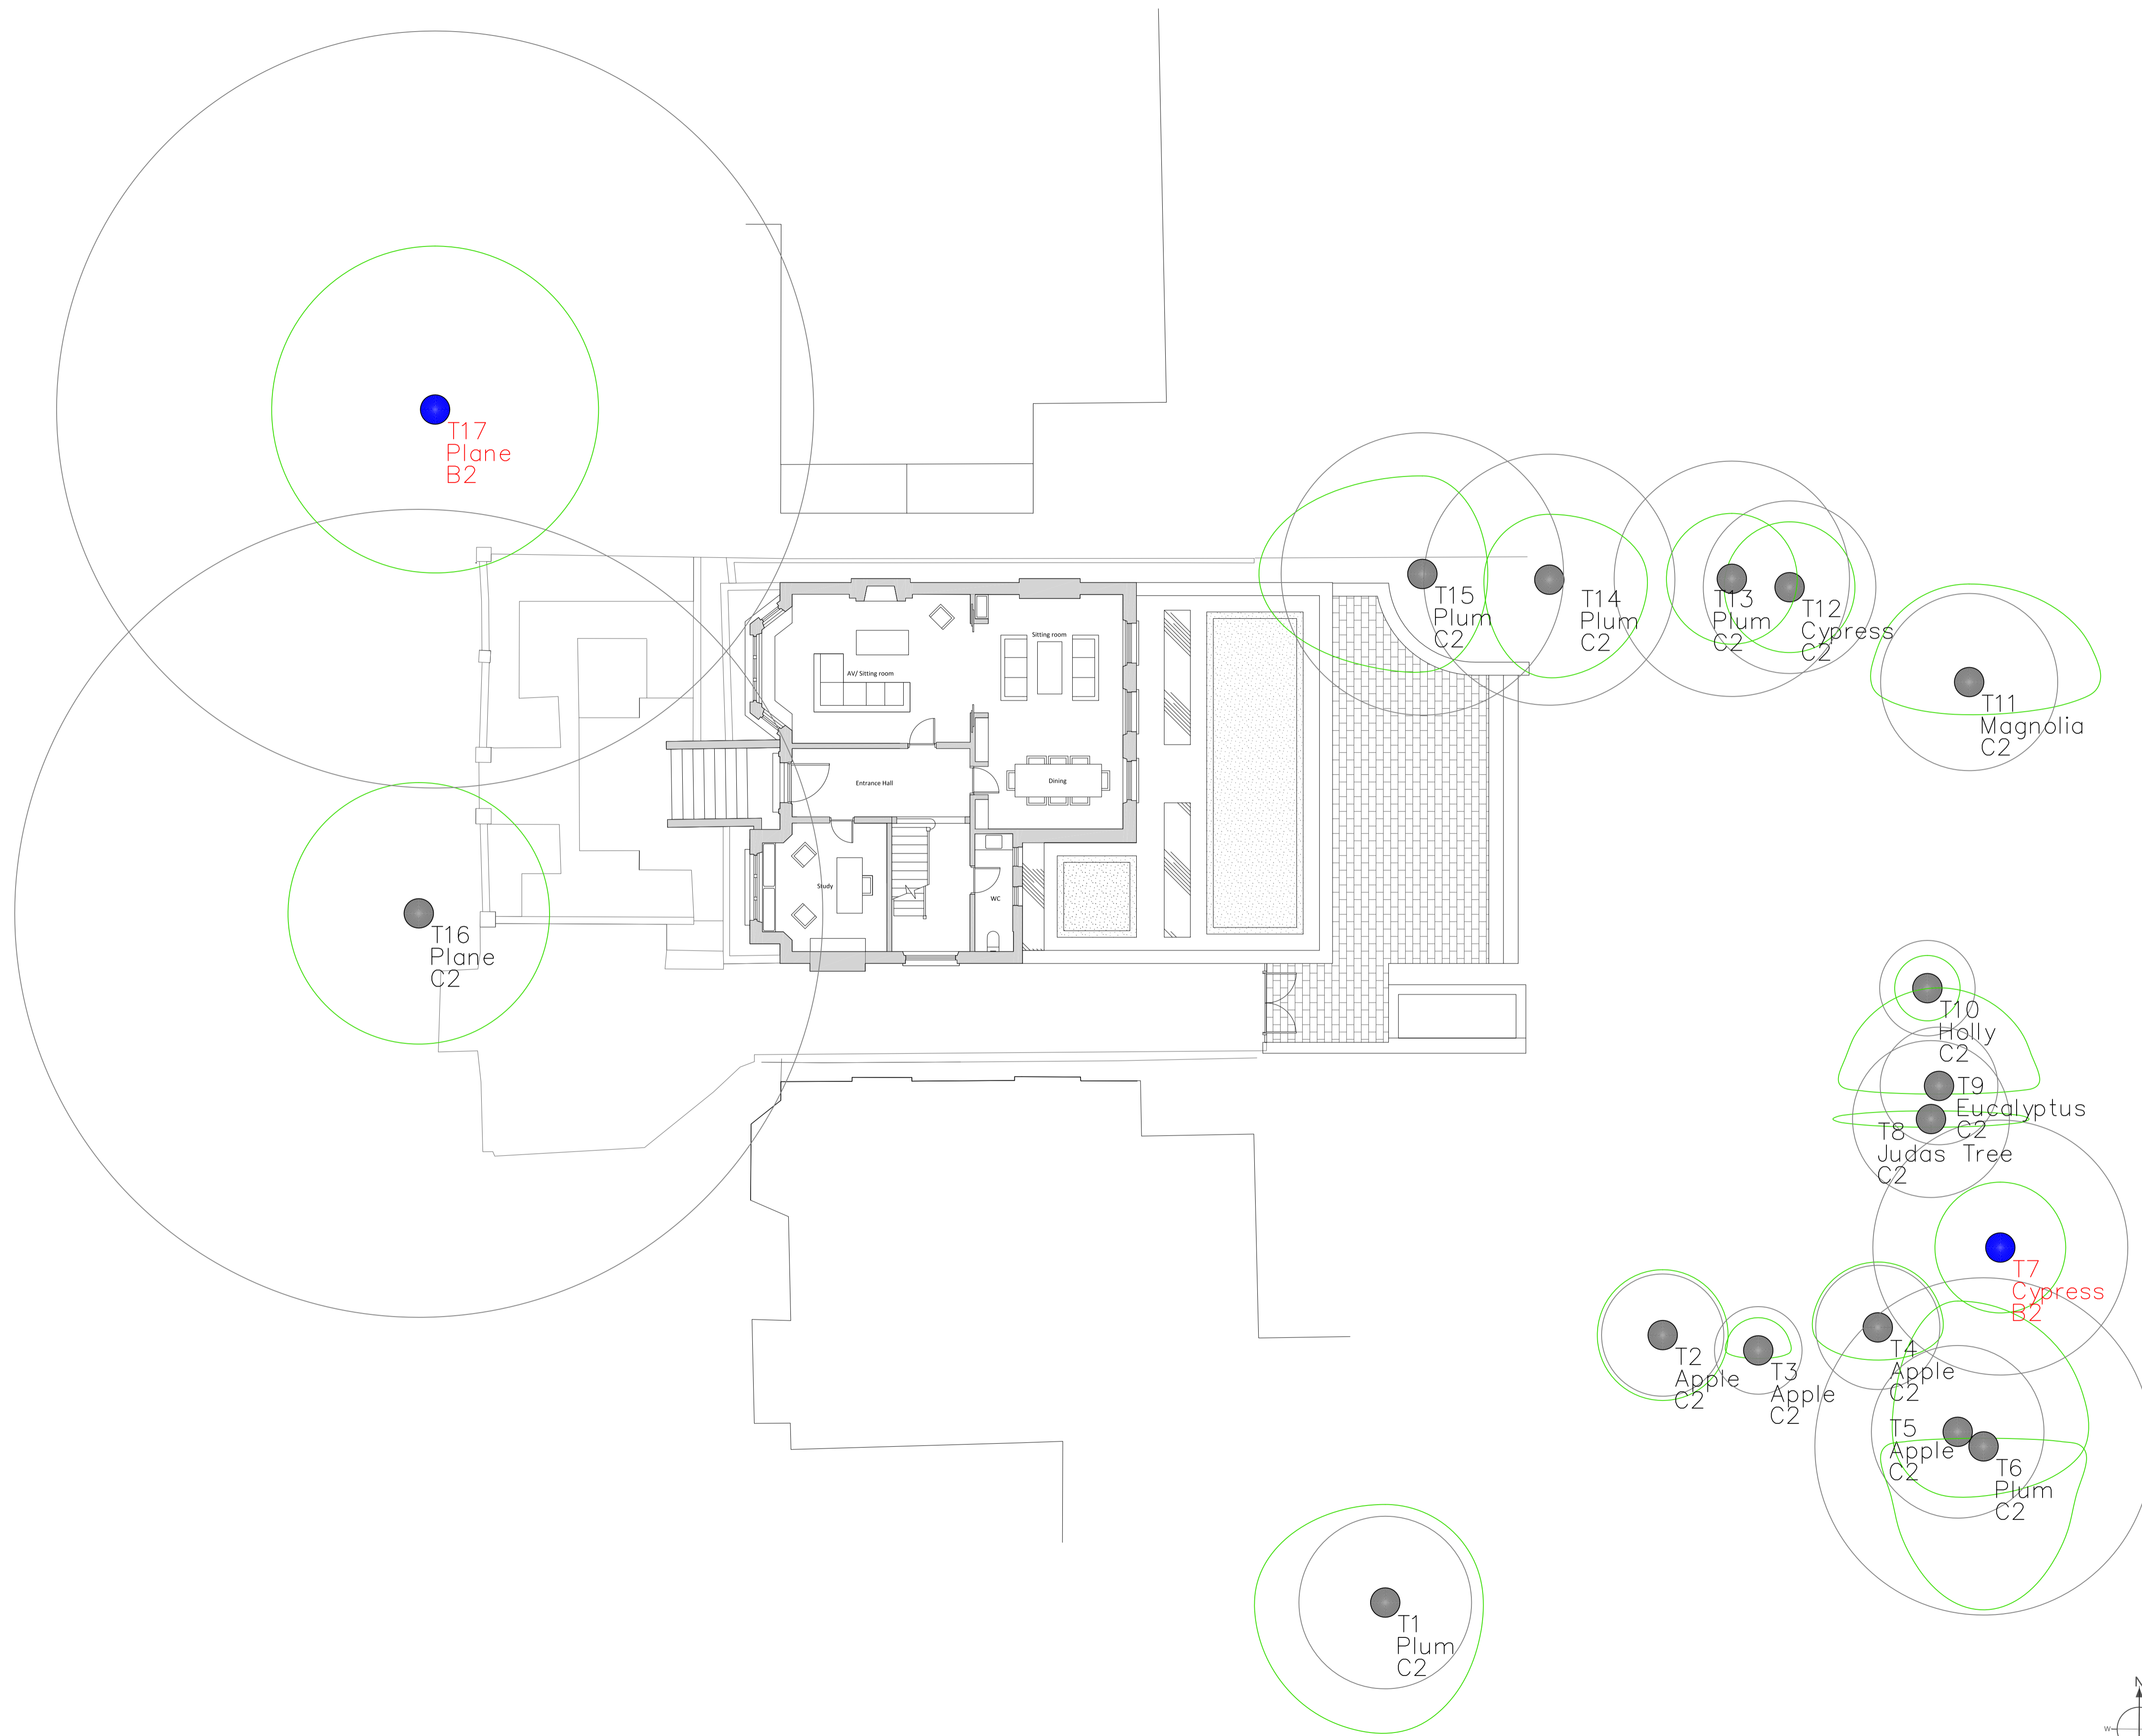 T17
Plane
B2
T15
Plum
C2
T14
Plum
C2
T13
Plum
C2
T12
Cypress
C2
Sitting room
AV/ Sitting room
T11
Magnolia
C2
Entrance Hall
Dining
Study
WC
T16
Plane
C2
T10
Holly
C2
T9
Eucalyptus
C2
T8
Judas Tree
C2
T7
Cypress
B2
T2
Apple
C2
T3
Apple
C2
T4
Apple
C2
T5
Apple
C2
T6
Plum
C2
T1
Plum
C2
N
W